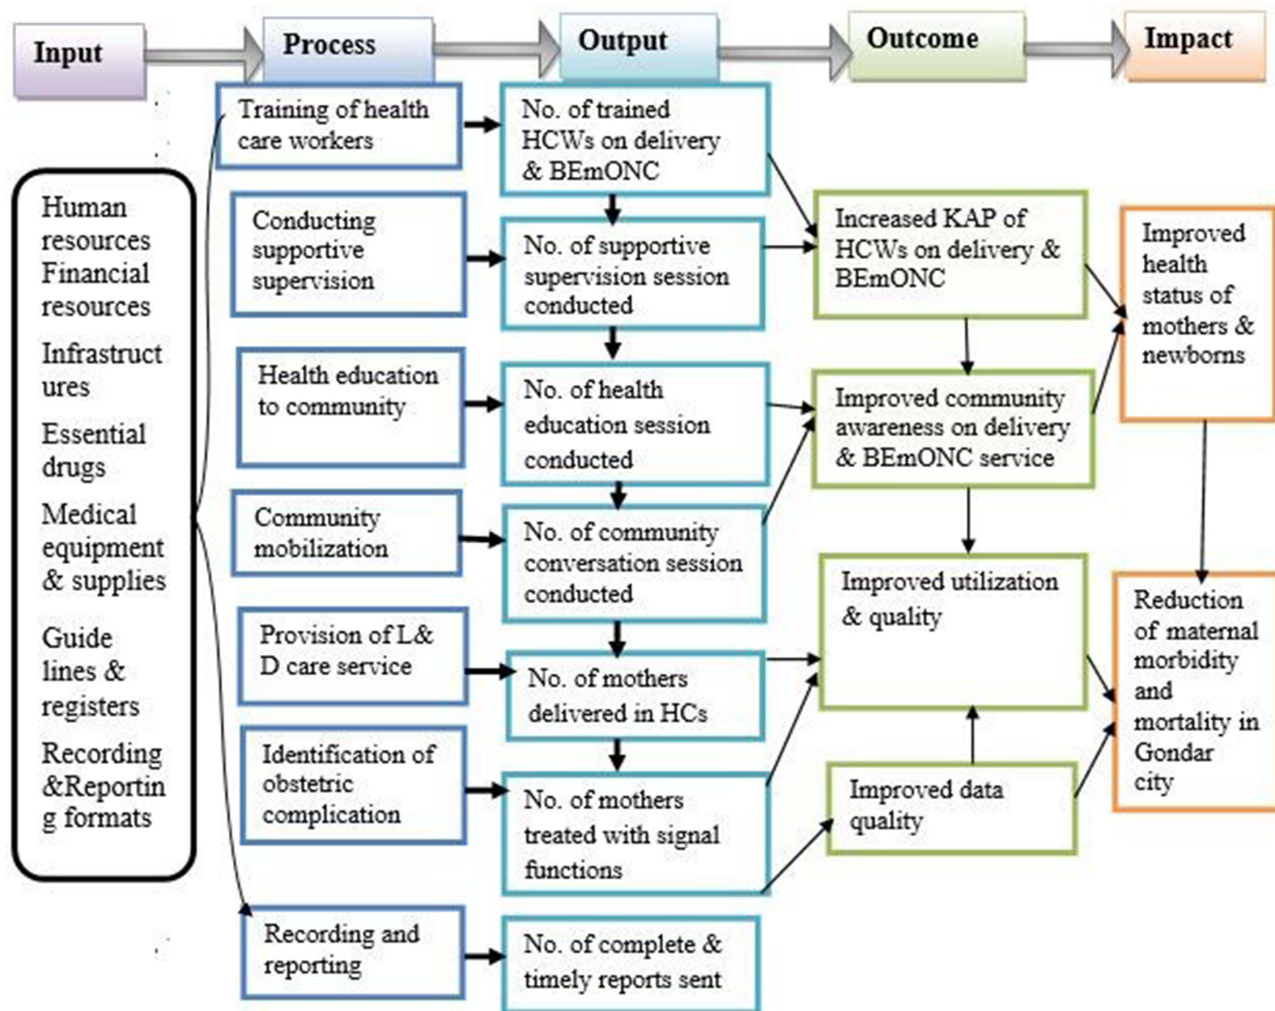 Input
Process
Output
Outcome
Impact
Human
resources
Financial
resources
Infrastruct
ures
Essential
drugs
Medical
equipment
& supplies
Guide
lines &
registers
Recording
&Reportin
g formats
Training of health
care workers
Conducting
supportive
supervision
Health education
to community
Community
mobilization
Provision of L&
D care service
Identification of
obstetric
complication
Recording and
reporting
No. of trained
HCWs on delivery
& BEmONC
No. of supportive
supervision session
conducted
No. of health
education session
conducted
No. of community
conversation session
conducted
No. of mothers
delivered in HCs
No. of mothers
treated with signal
functions
No. of complete &
timely reports sent
Increased KAP of
HCWs on delivery &
BEmONC
Improved community
awareness on delivery
& BEmONC service
Improved utilization
& quality
Improved data
quality
Improved
health
status of
mothers &
newborns
Reduction
of maternal
morbidity
and
mortality in
Gondar
city